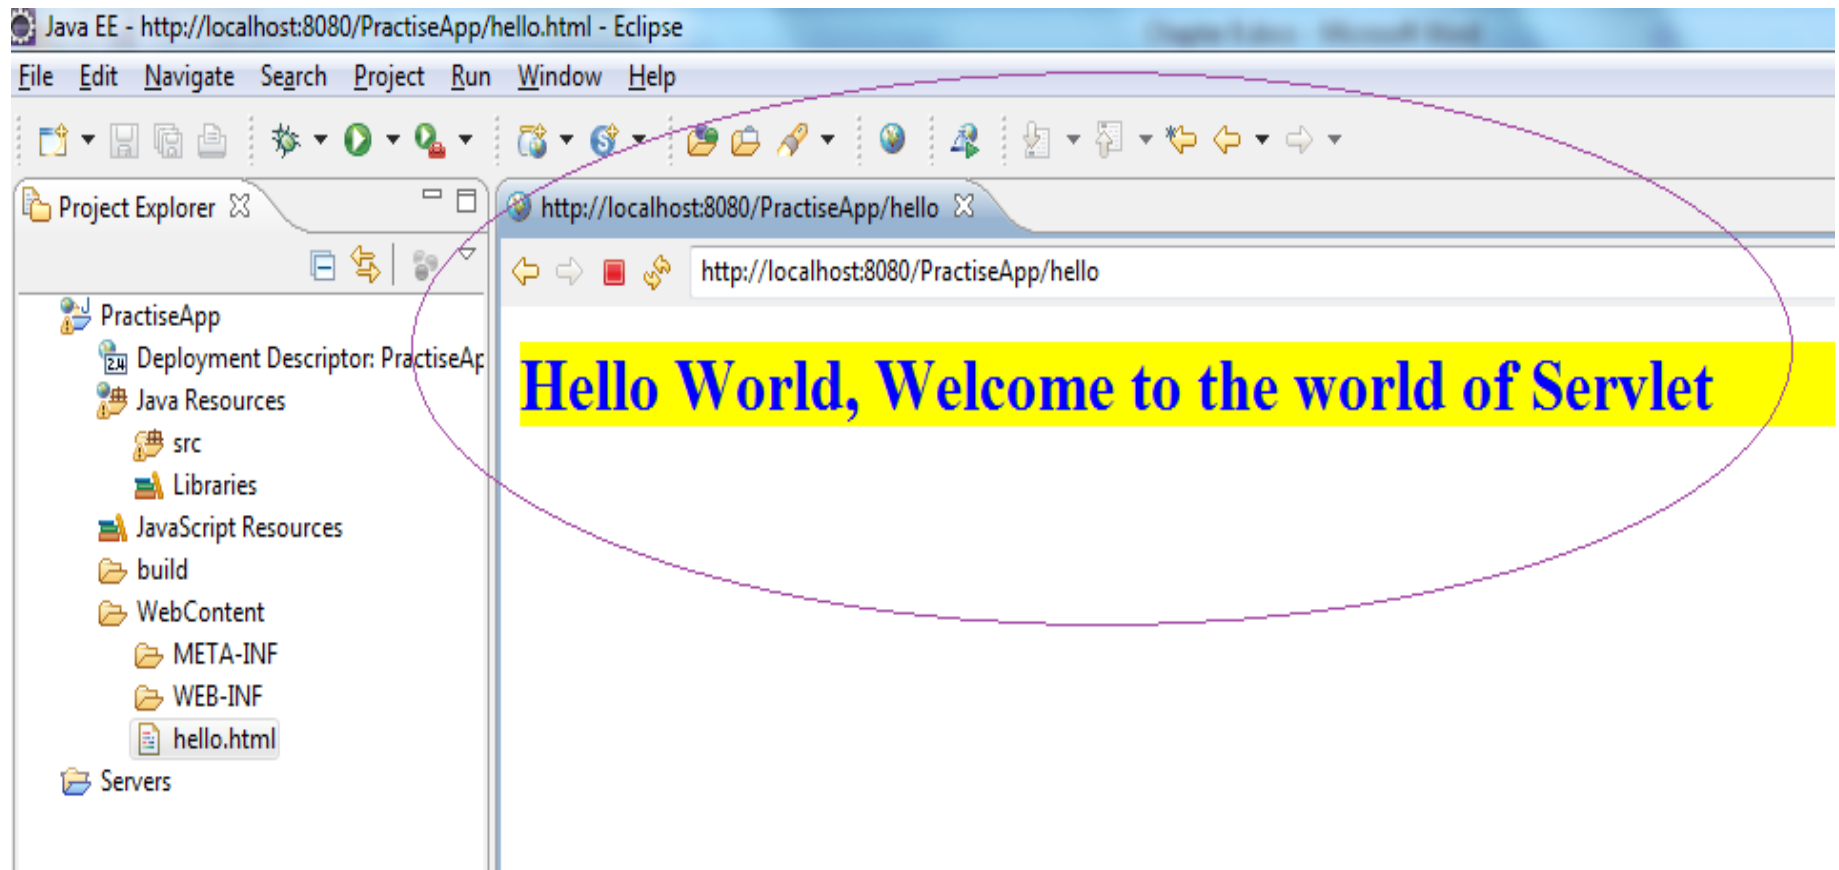 Java EE - http://localhost:8080/PractiseApp/hello.html - Eclipse
File Edit Navigate Search Project Run Window Help
Project Explorer
http://localhost:8080/PractiseApp/hello
http://localhost:8080/PractiseApp/hello
PractiseApp
Deployment Descriptor: PractiseAp
Java Resources
src
Libraries
JavaScript Resources
build
WebContent
META-INF
WEB-INF
hello.html
Servers
Hello World, Welcome to the world of Servlet